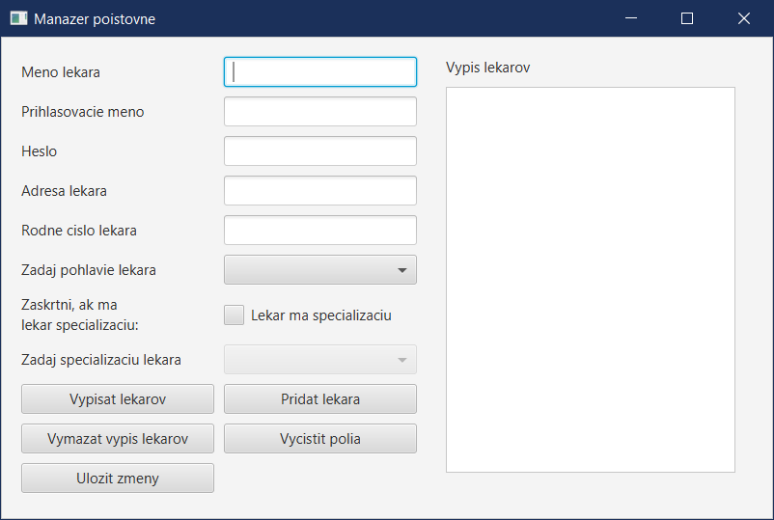 Manazer poistovne
Meno lekara
Vypis lekarov
Prihlasovacie meno
Heslo
Adresa lekara
Rodne cislo lekara
Zadaj pohlavie lekara
Zaskrtni, ak ma
lekar specializaciu:
Lekar ma specializaciu
Zadaj specializaciu lekara
Vypisat lekarov
Pridat lekara
Vymazat vypis lekarov
Vycistit polia
Ulozit zmeny